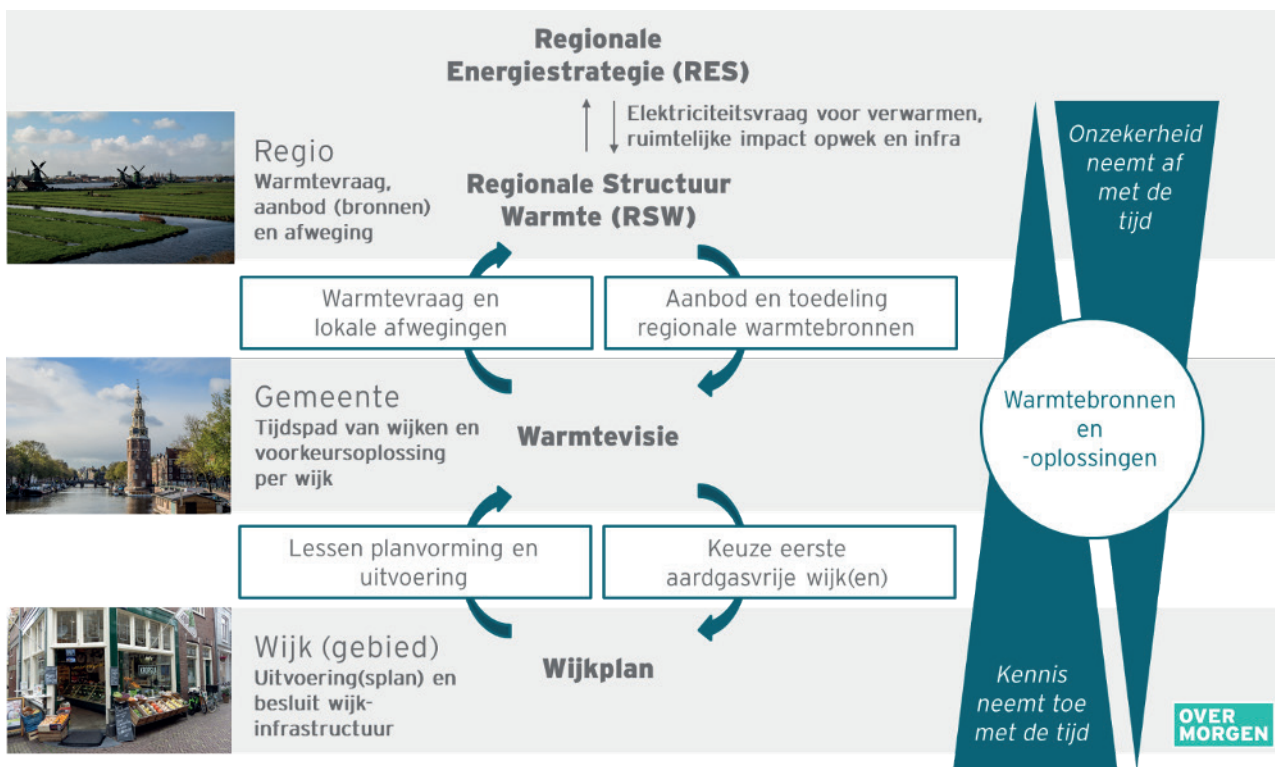 Regionale
Energiestrategie (RES)
Elektriciteitsvraag voor verwarmen,
ruimtelijke impact opwek en infra
Regio
Warmtevraag,
aanbod (bronnen)
en afweging
Regionale Structuur
Warmte (RSW)
Warmtevraag en
lokale afwegingen
Aanbod en toedeling
regionale warmtebronnen
Gemeente
Tijdspad van wijken en
voorkeursoplossing
per wijk
Warmtevisie
Lessen planvorming en
uitvoering
Keuze eerste
aardgasvrije wijk(en)
Wijk (gebied)
Uitvoering(splan) en
besluit wijk-
infrastructuur
Wijkplan
Onzekerheid
neemt af
met de
tijd
Warmtebronnen
en
-oplossingen
Kennis
neemt toe
met de tijd
OVER
MORGEN